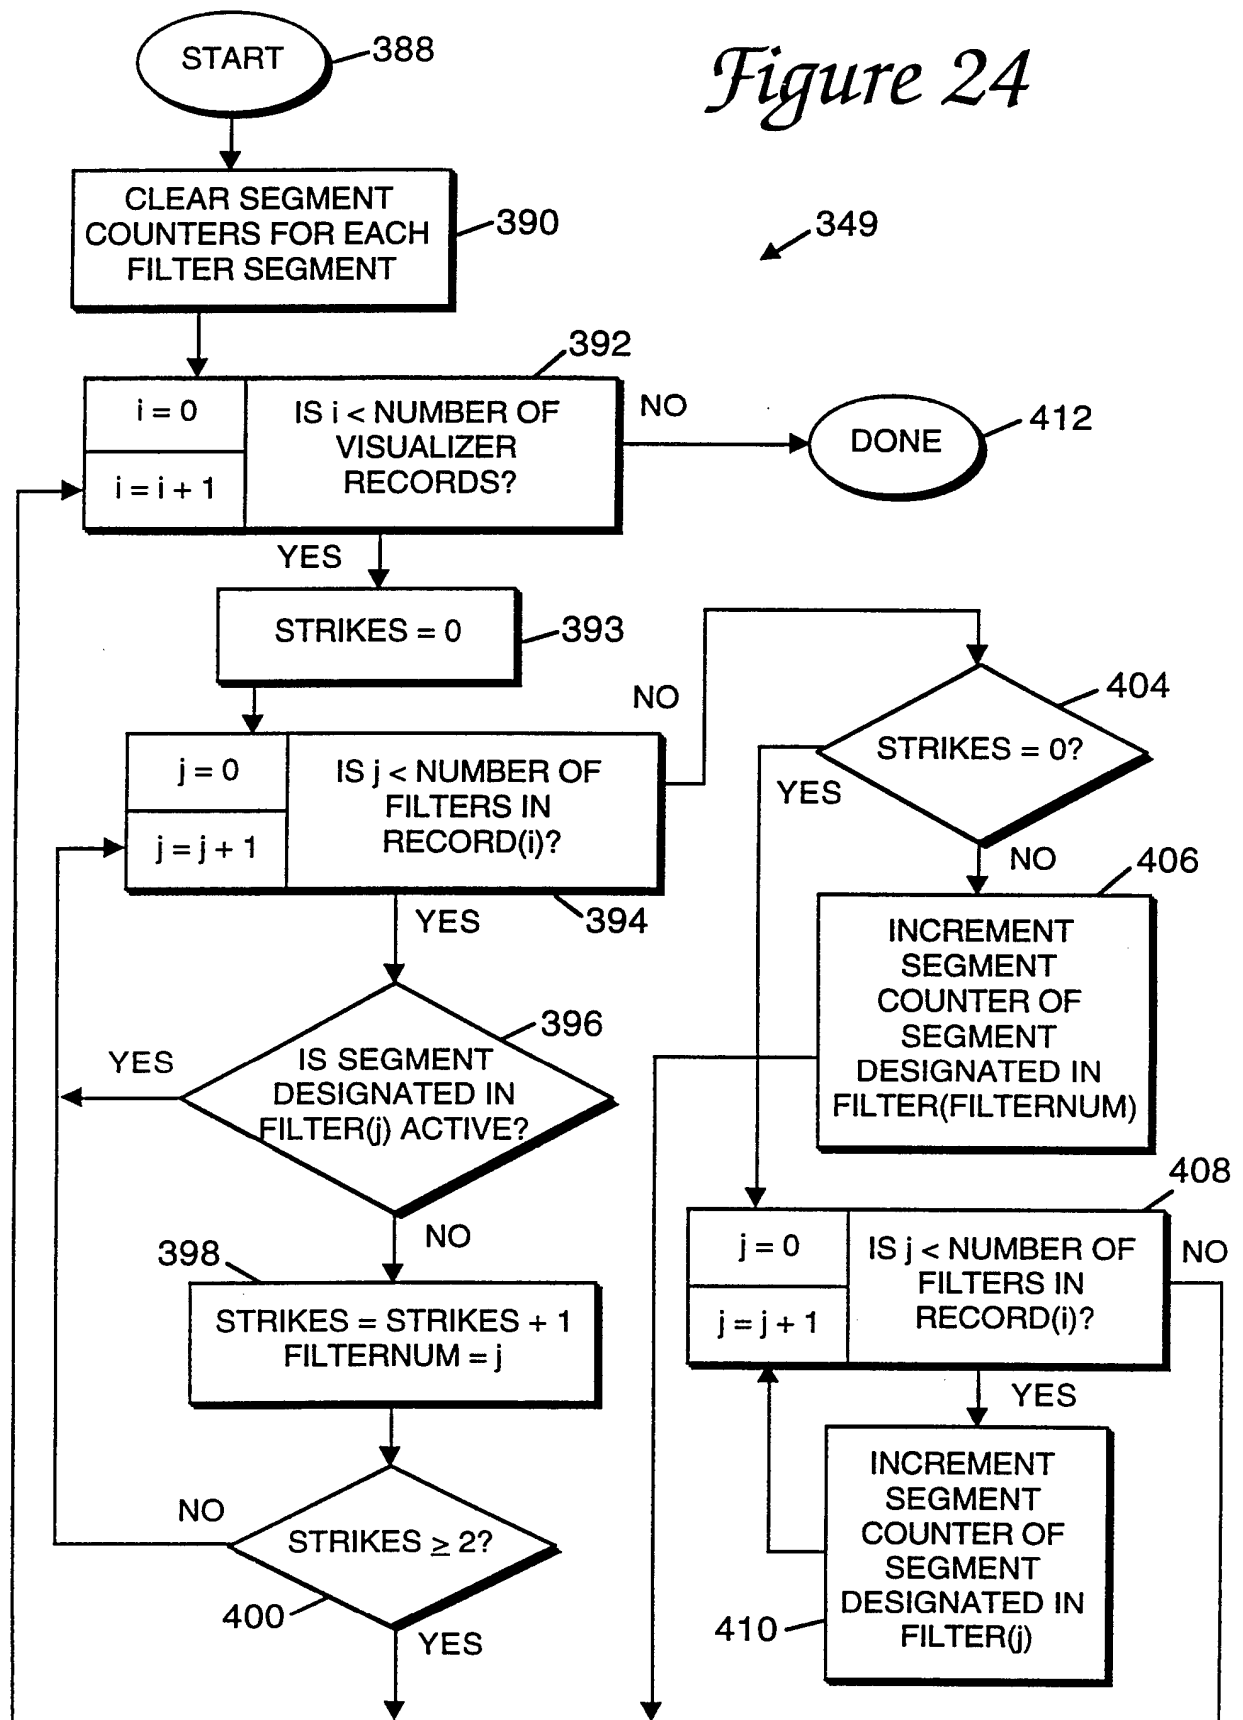 START
388
Figure 24
CLEAR SEGMENT
COUNTERS FOR EACH
FILTER SEGMENT
390
349
392
i = 0
i = i + 1
IS i < NUMBER OF
VISUALIZER
RECORDS?
NO
DONE
412
YES
STRIKES = 0
393
NO
404
STRIKES = 0?
YES
NO
j = 0
j = j + 1
IS j < NUMBER OF
FILTERS IN
RECORD(i)?
394
YES
406
INCREMENT
SEGMENT
COUNTER OF
SEGMENT
DESIGNATED IN
FILTER(FILTERNUM)
396
IS SEGMENT
DESIGNATED IN
FILTER(j) ACTIVE?
YES
NO
408
j = 0
j = j + 1
IS j < NUMBER OF
FILTERS IN
RECORD(i)?
NO
YES
398
STRIKES = STRIKES + 1
FILTERNUM = j
STRIKES ≥ 2?
NO
400
YES
INCREMENT
SEGMENT
COUNTER OF
SEGMENT
DESIGNATED IN
FILTER(j)
410